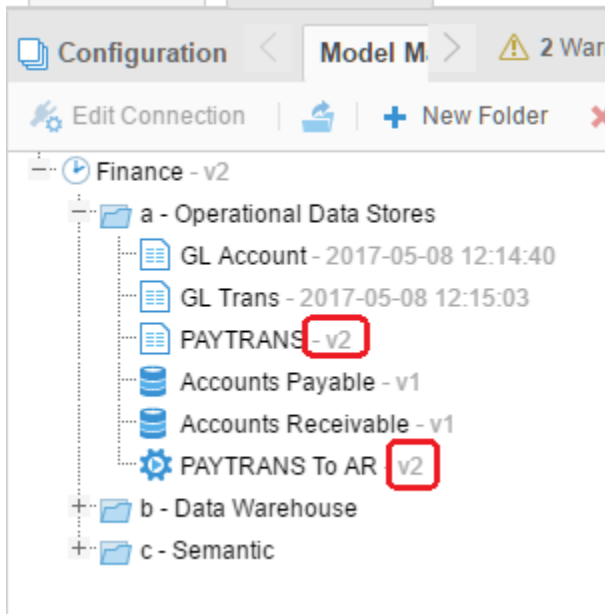 Configuration Model M 2 War
Edit Connection New Folder
Finance - v2
a - Operational Data Stores
GL Account - 2017-05-08 12:14:40
GL Trans - 2017-05-08 12:15:03
PAYTRANS - v2
Accounts Payable - v1
Accounts Receivable - v1
PAYTRANS To AR - v2
b - Data Warehouse
c - Semantic